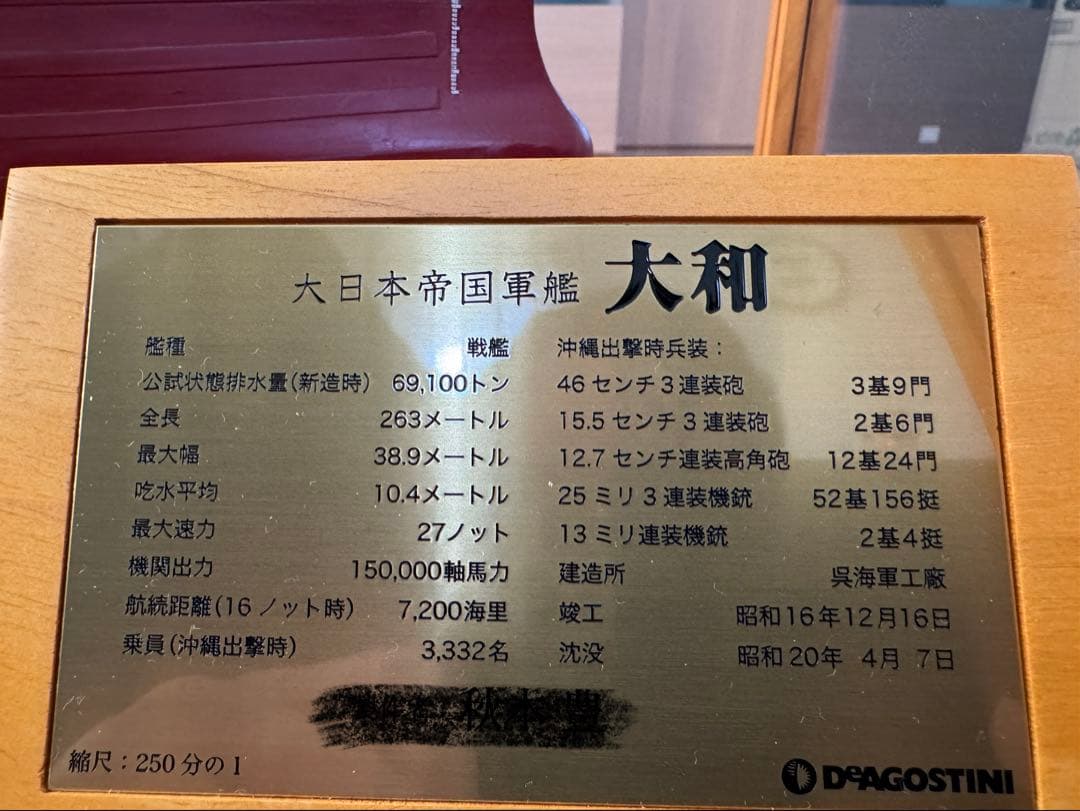 大日本帝国軍艦 大和
艦種 戦艦
公試状態排水量(新造時) 69,100トン
全長 263メートル
最大幅 38.9メートル
吃水平均 10.4メートル
最大速力 27ノット
機関出力 150,000軸馬力
航続距離(16ノット時) 7,200海里
乗員(沖縄出撃時) 3,332名
沖縄出撃時兵装:
46センチ3連装砲 3基9門
15.5センチ3連装砲 2基6門
12.7センチ連装高角砲 12基24門
25ミリ3連装機銃 52基156挺
13ミリ連装機銃 2基4挺
建造所 呉海軍工廠
竣工 昭和16年12月16日
沈没 昭和20年 4月 7日
縮尺:250分の1
DeAGOSTINI